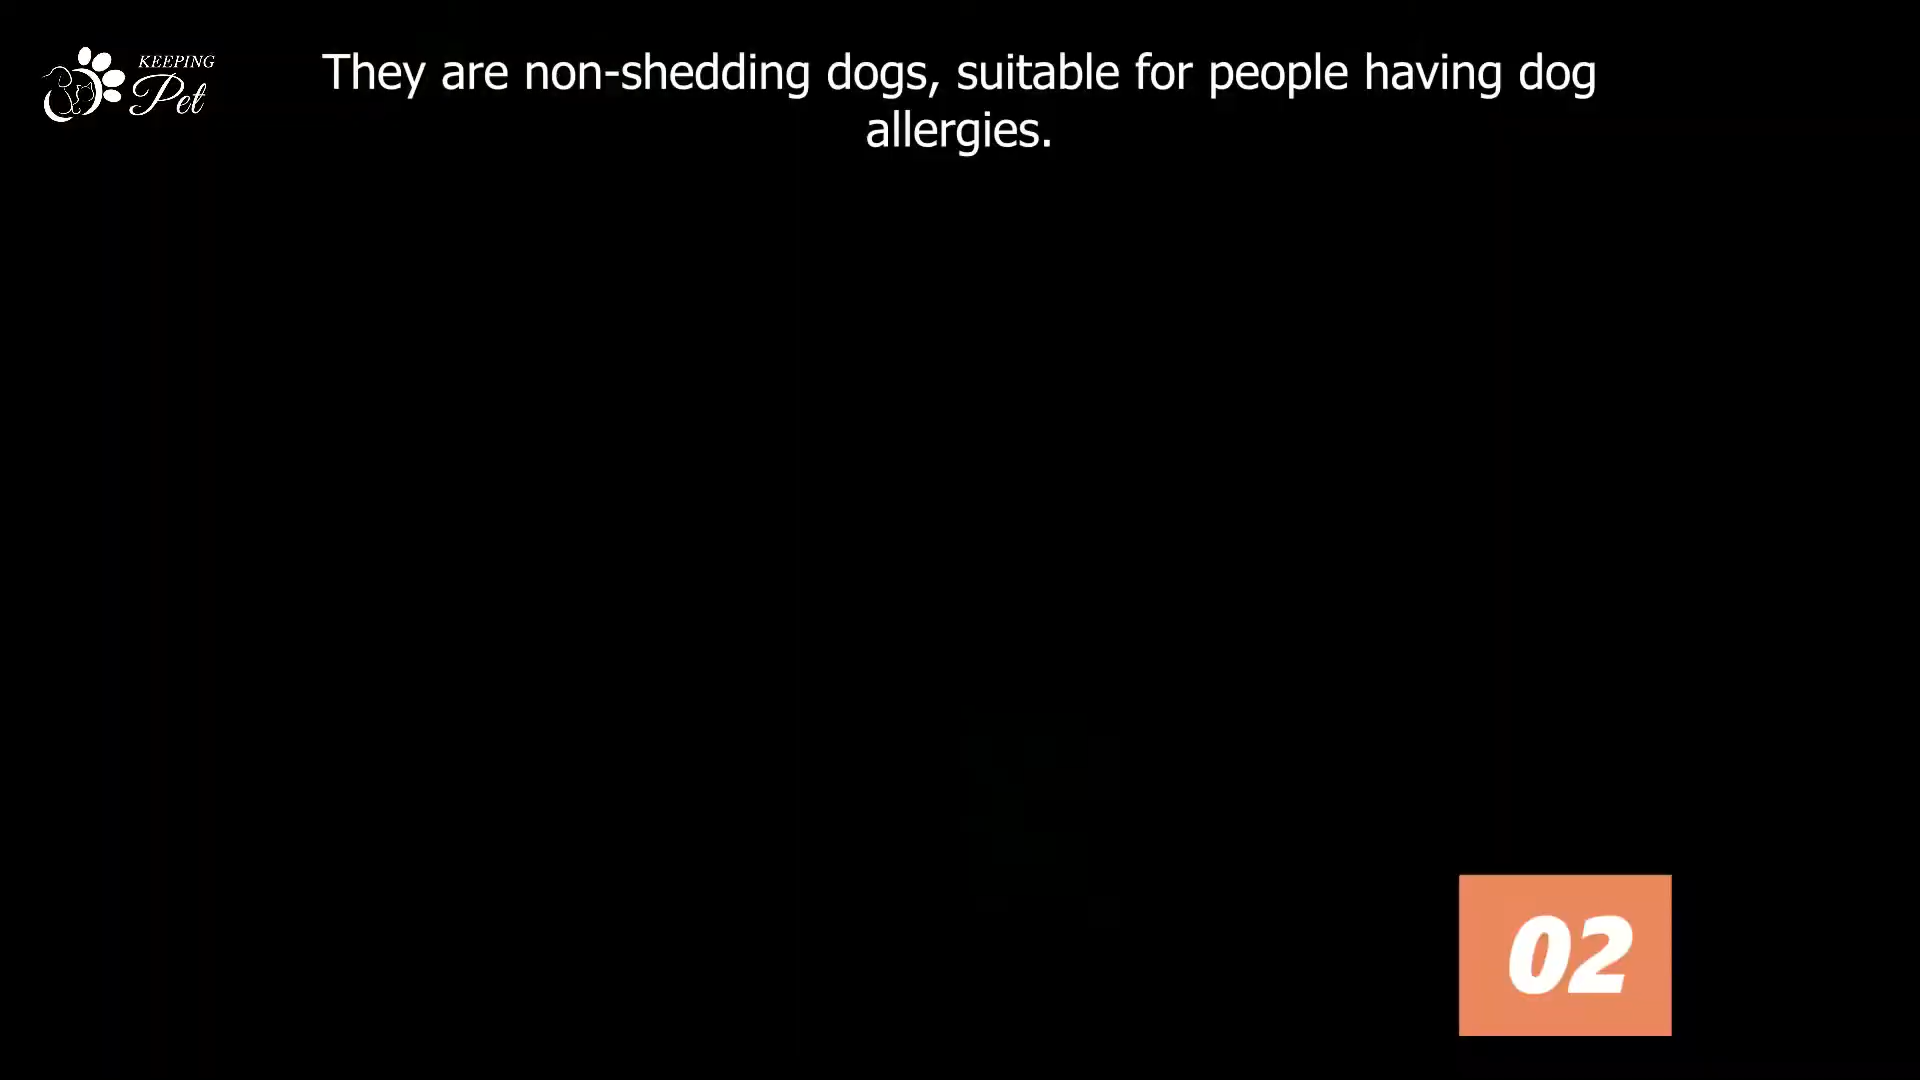 KEEPING
Pet
They are non-shedding dogs, suitable for people having dog
allergies.
02